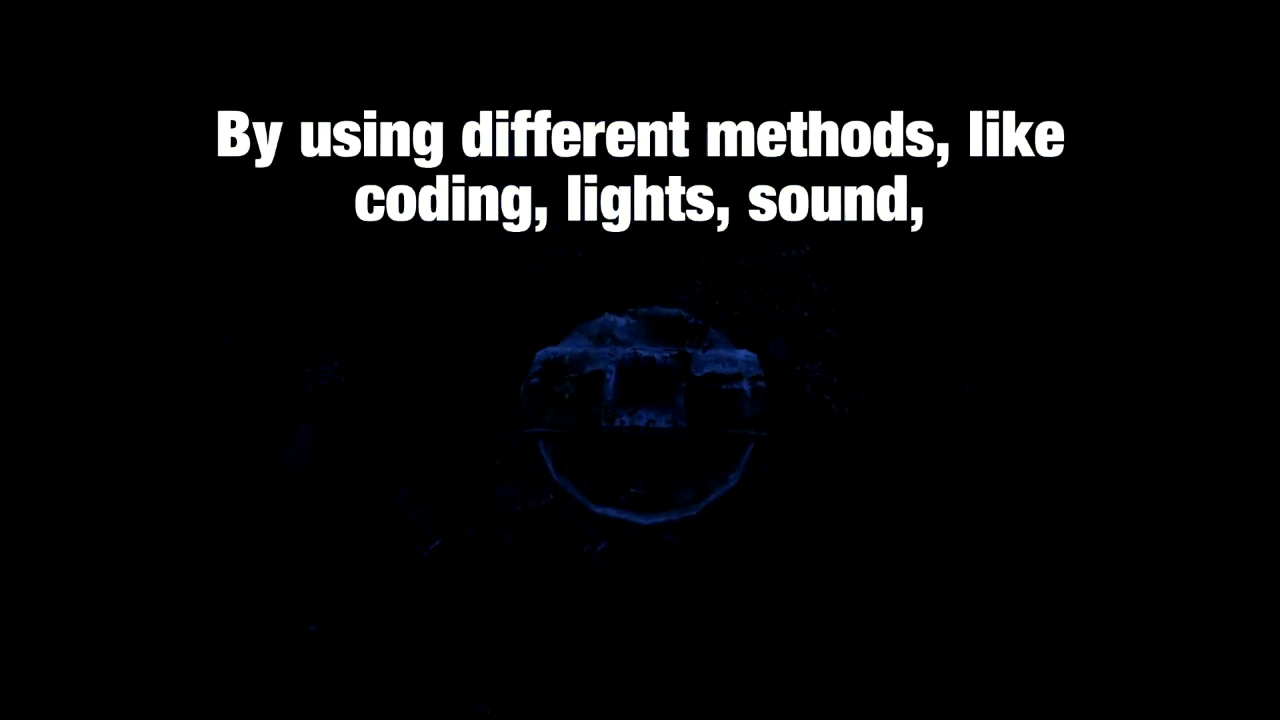 By using different methods, like
coding, lights, sound,